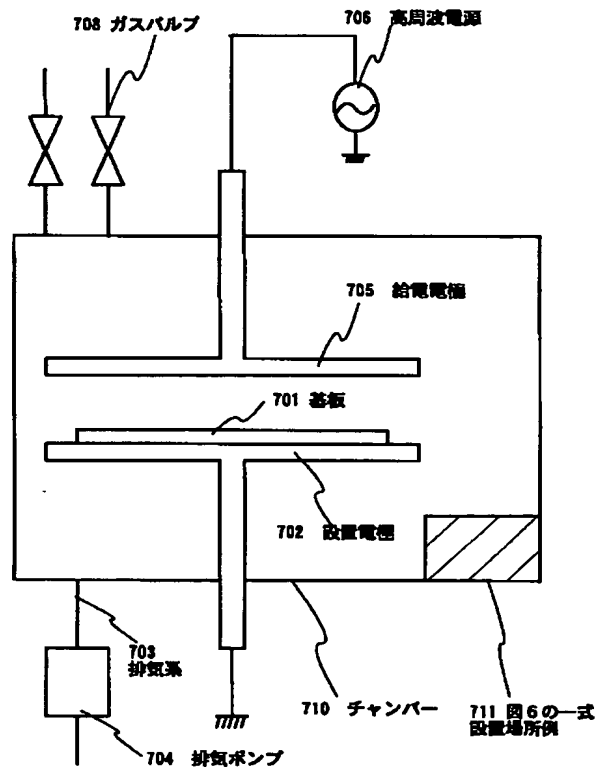 708 ガスバルブ
706 高周波電源
705 給電電極
701 基板
702 設置電極
703
排気系
704 排気ポンプ
710 チャンバー
711 図6の一式
設置場所例